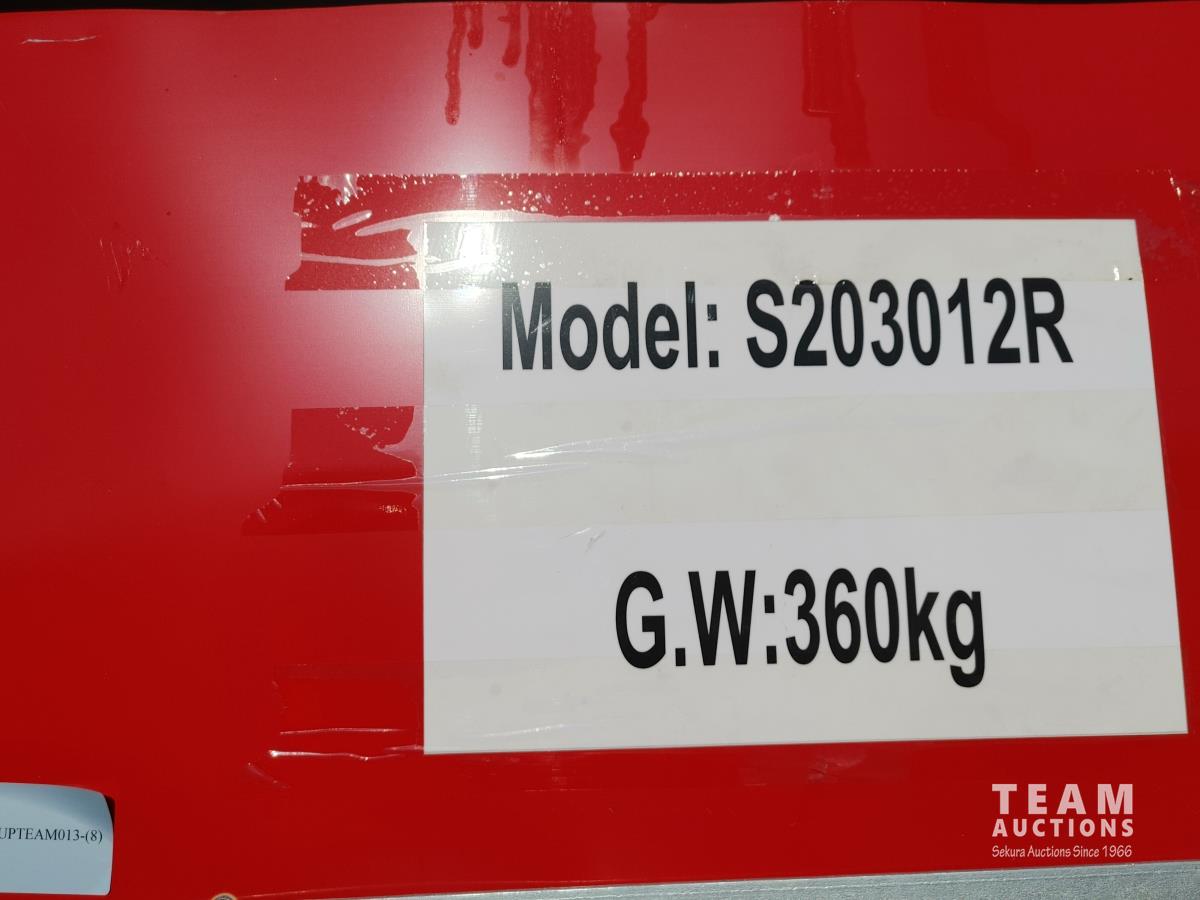 Model: S203012R
G.W:360kg
UPTEAM013-(8)
TEAM
AUCTIONS
Sekura Auctions Since 1966